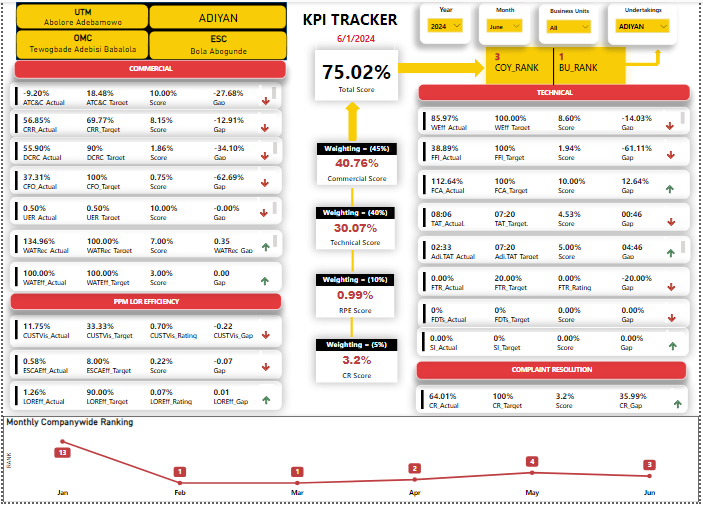 UTM
Abolore Adebamowo
ADIYAN
OMC
Tewogbade Adebisi Babalola
ESC
Bola Abogunde
KPI TRACKER
6/1/2024
Year
2024
Month
June
Business Units
All
Undertakings
ADIYAN
75.02%
Total Score
3
COY_RANK
1
BU_RANK
COMMERCIAL
-9.20% 18.48% 10.00% -27.68%
ATC&C_Actual ATC&C_Target Score Gap
56.85% 69.77% 8.15% -12.91%
CRR_Actual CRR_Target Score Gap
55.90% 90% 1.86% -34.10%
DCRC_Actual DCRC_Target Score Gap
37.31% 100% 0.75% -62.69%
CFO_Actual CFO_Target Score Gap
0.50% 0.50% 10.00% -0.00%
UER_Actual UER_Target Score Gap
134.96% 100.00% 7.00% 0.35
WATRec_Actual WATRec_Target Score WATRec_Gap
100.00% 100.00% 3.00% 0.00
WATEff_Actual WATEff_Target Score Gap
PPM LOR EFFICIENCY
11.75% 33.33% 0.70% -0.22
CUSTVis_Actual CUSTVis_Target CUSTVis_Rating CUSTVis_Gap
0.58% 8.00% 0.22% -0.07
ESCAEff_Actual ESCAEff_Target Score Gap
1.26% 90.00% 0.07% 0.01
LOREff_Actual LOREff_Target LOREff_Rating LOREff_Gap
Weighting = (45%)
40.76%
Commercial Score
Weighting = (40%)
30.07%
Technical Score
Weighting = (10%)
0.99%
RPE Score
Weighting = (5%)
3.2%
CR Score
TECHNICAL
85.97% 100.00% 8.60% -14.03%
WEff_Actual WEff_Target Score Gap
38.89% 100% 1.94% -61.11%
FFI_Actual FFI_Target Score Gap
112.64% 100% 10.00% 12.64%
FCA_Actual FCA_Target Score Gap
08:06 07:20 4.53% 00:46
TAT_Actual TAT_Target. Score Gap
02:33 07:20 5.00% 04:46
Adi.TAT_Actual Adi.TAT Target Score Gap
0.00% 20.00% 0.00% -20.00%
FTR_Actual FTR_Target FTR_Rating Gap
0% 0% 0.00% 0.00%
FDTs_Actual FDTs_Target Score Gap
0.00% 0% 0.00% 0.00%
SI_Actual SI_Target Score Gap
COMPLAINT RESOLUTION
64.01% 100% 3.2% 35.99%
CR_Actual CR_Target Score CR_Gap
Monthly Companywide Ranking
RANK
13 1 1 2 4 3
Jan Feb Mar Apr May Jun